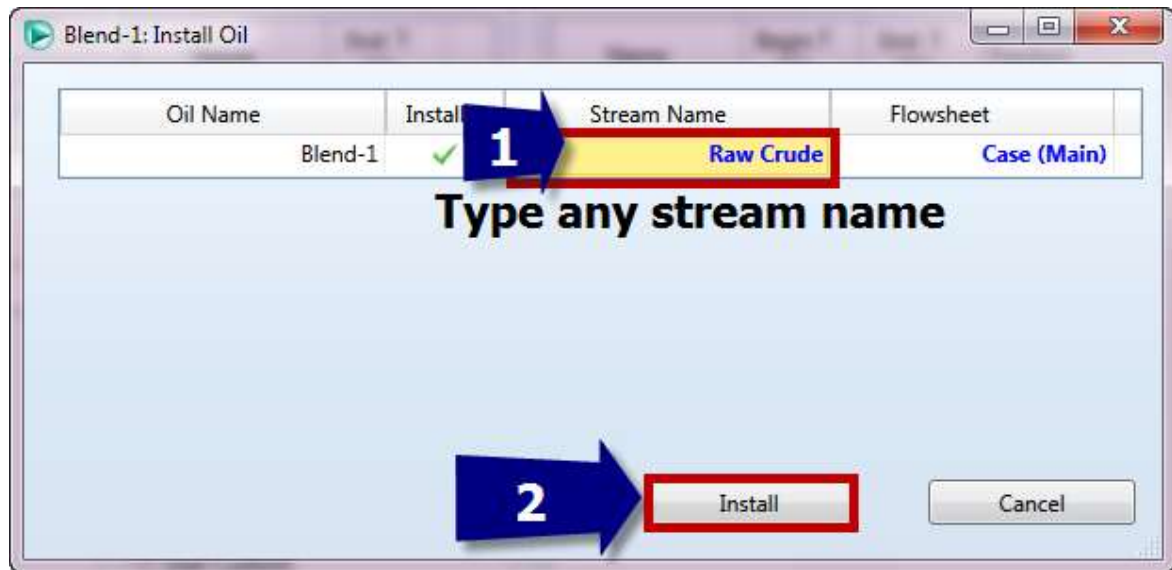 Blend-1: Install Oil
Oil Name Install Stream Name Flowsheet
Blend-1 Raw Crude Case (Main)
1
Type any stream name
2
Install Cancel